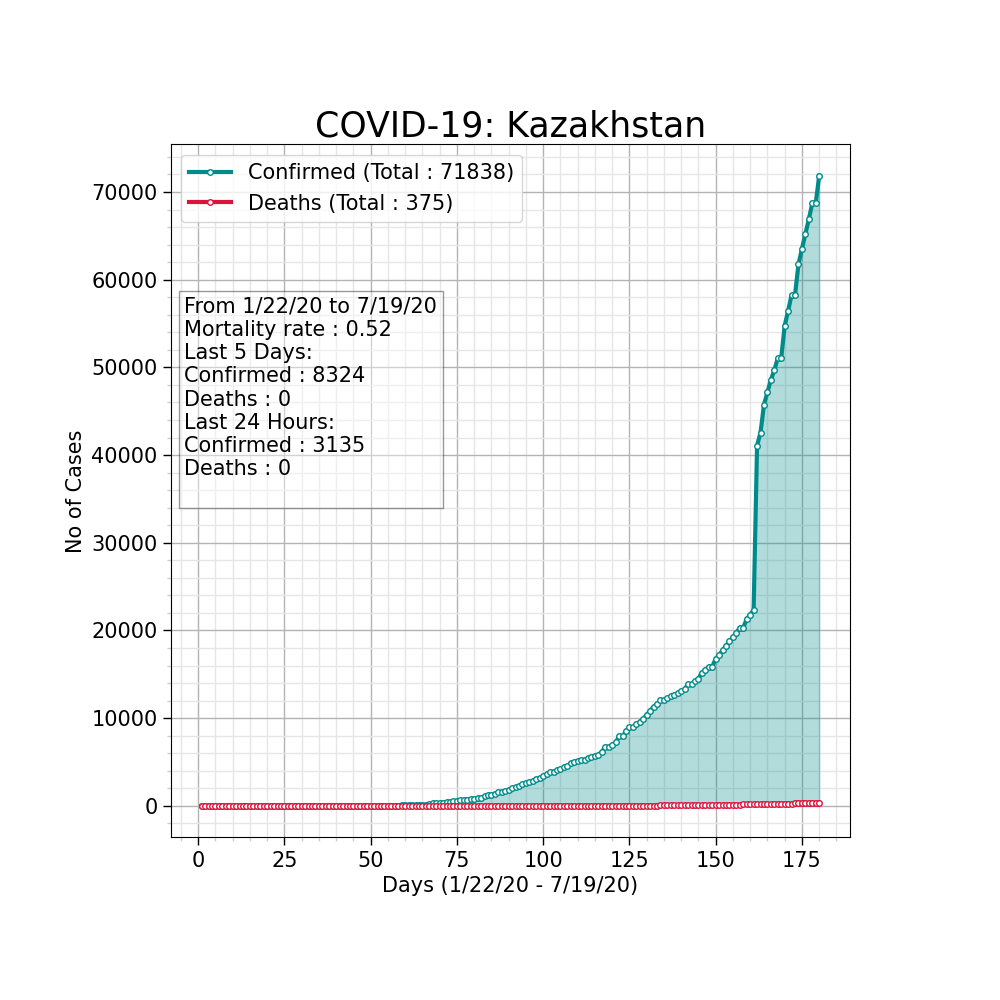 COVID-19: Kazakhstan
Confirmed (Total : 71838)
Deaths (Total : 375)
From 1/22/20 to 7/19/20
Mortality rate : 0.52
Last 5 Days:
Confirmed : 8324
Deaths : 0
Last 24 Hours:
Confirmed : 3135
Deaths : 0
No of Cases
70000
60000
50000
40000
30000
20000
10000
0
0 25 50 75 100 125 150 175
Days (1/22/20 - 7/19/20)